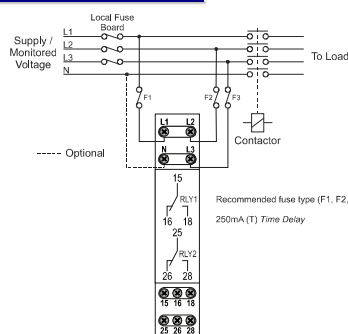 Local Fuse
Board
L1
L2
L3
N
Supply /
Monitored
Voltage
To Load
F1
F2
F3
L1 L2
N L3
Contactor
Optional
15
RLY1
16 18
25
RLY2
26 28
Recommended fuse type (F1, F2,
250mA (T) Time Delay
15 16 18
25 26 28